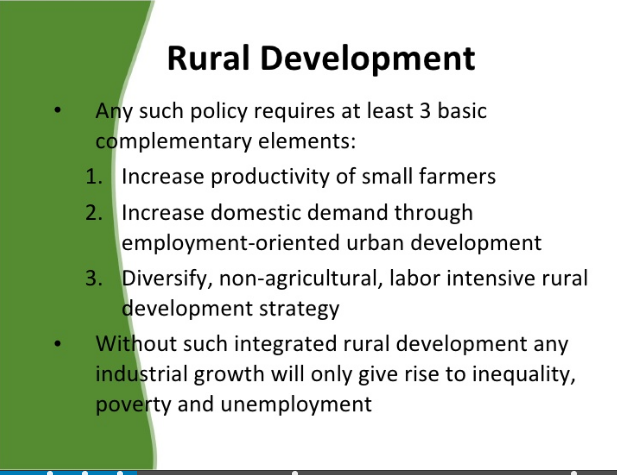 Rural Development
• Any such policy requires at least 3 basic
complementary elements:
1. Increase productivity of small farmers
2. Increase domestic demand through
employment-oriented urban development
3. Diversify, non-agricultural, labor intensive rural
development strategy
• Without such integrated rural development any
industrial growth will only give rise to inequality,
poverty and unemployment